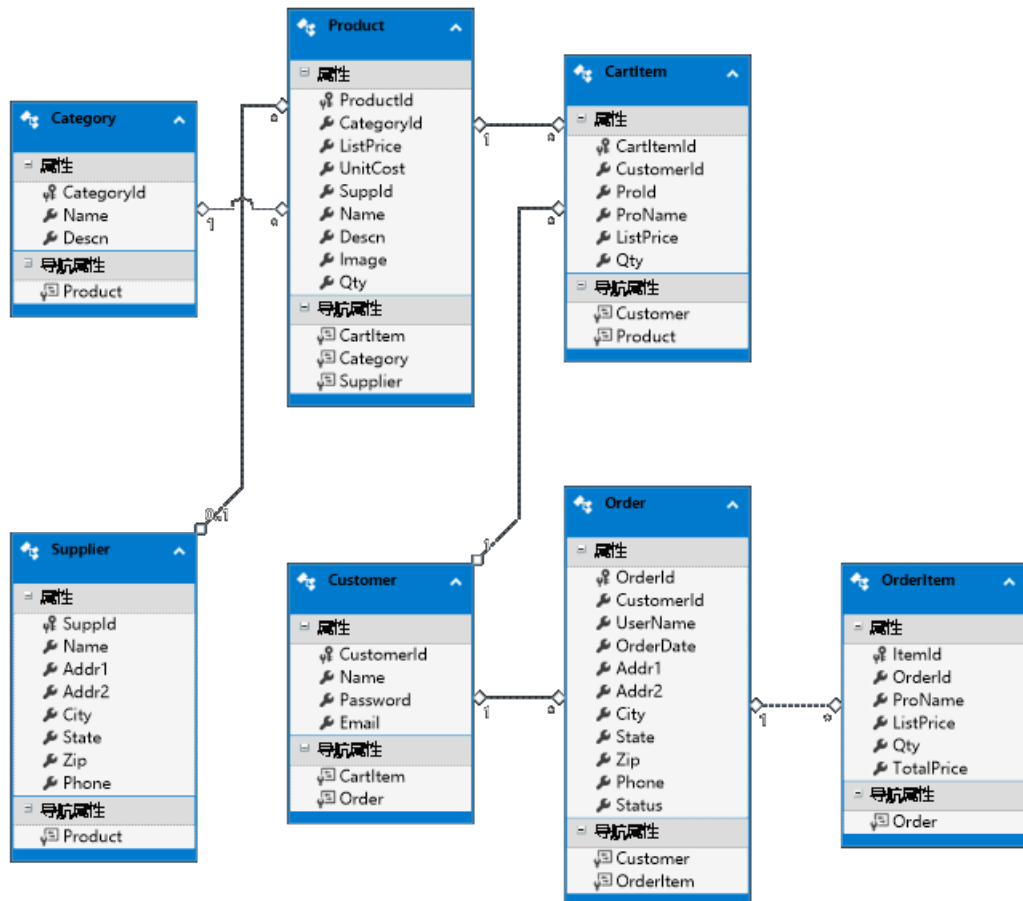 Product
属性
ProductId
CategoryId
ListPrice
UnitCost
SuppId
Name
Descn
Image
Qty
导航属性
CartItem
Category
Supplier
CartItem
属性
CartItemId
CustomerId
ProId
ProName
ListPrice
Qty
导航属性
Customer
Product
Category
属性
CategoryId
Name
Descn
导航属性
Product
1
*
1
*
*
*
0..1
1
Supplier
属性
SuppId
Name
Addr1
Addr2
City
State
Zip
Phone
导航属性
Product
Customer
属性
CustomerId
Name
Password
Email
导航属性
CartItem
Order
1
*
Order
属性
OrderId
CustomerId
UserName
OrderDate
Addr1
Addr2
City
State
Zip
Phone
Status
导航属性
Customer
OrderItem
1
*
OrderItem
属性
ItemId
OrderId
ProName
ListPrice
Qty
TotalPrice
导航属性
Order